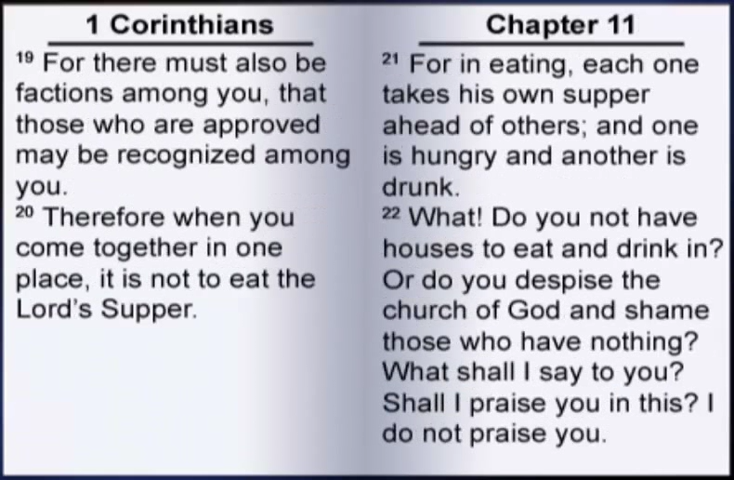 1 Corinthians
19 For there must also be
factions among you, that
those who are approved
may be recognized among
you.
20 Therefore when you
come together in one
place, it is not to eat the
Lord's Supper.
Chapter 11
21 For in eating, each one
takes his own supper
ahead of others; and one
is hungry and another is
drunk.
22 What! Do you not have
houses to eat and drink in?
Or do you despise the
church of God and shame
those who have nothing?
What shall I say to you?
Shall I praise you in this? I
do not praise you.